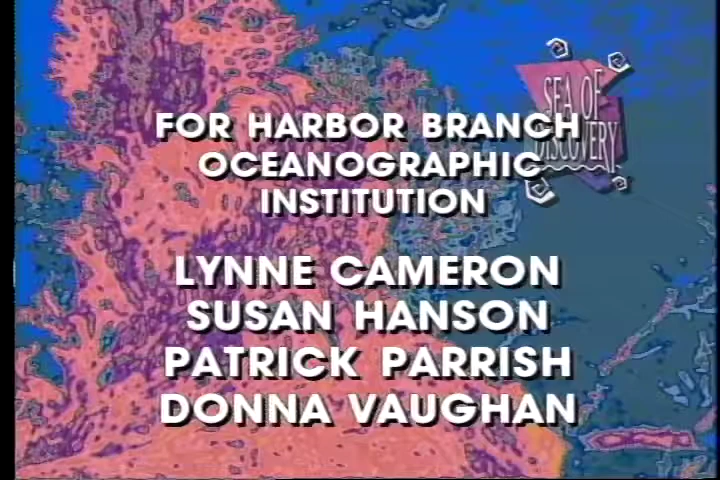 FOR HARBOR BRANCH
OCEANOGRAPHIC
INSTITUTION
LYNNE CAMERON
SUSAN HANSON
PATRICK PARRISH
DONNA VAUGHAN
SEA OF
DISCOVERY